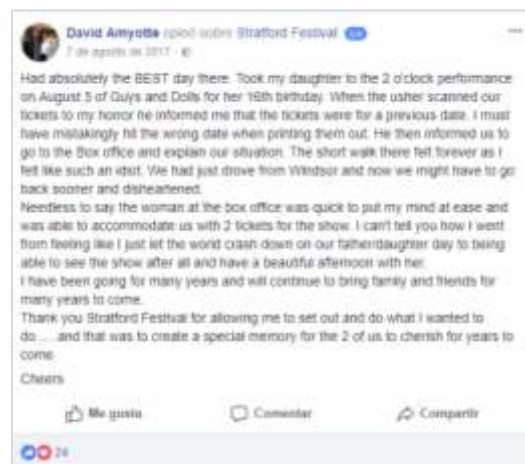 David Amyotte opinó sobre Stratford Festival
7 de agosto de 2017
Had absolutely the BEST day there. Took my daughter to the 2 o'clock performance
on August 5 of Guys and Dolls for her 16th birthday. When the usher scanned our
tickets to my horror he informed me that the tickets were for a previous date. I must
have mistakingly hit the wrong date when printing them out. He then informed us to
go to the Box office and explain our situation. The short walk there felt forever as I
felt like such an idiot. We had just drove from Windsor and now we might have to go
back sooner and disheartened.
Needless to say the woman at the box office was quick to put my mind at ease and
was able to accommodate us with 2 tickets for the show. I can't tell you how I went
from feeling like I just let the world crash down on our father/daughter day to being
able to see the show after all and have a beautiful afternoon with her.
I have been going for many years and will continue to bring family and friends for
many years to come.
Thank you Stratford Festival for allowing me to set out and do what I wanted to
do.....and that was to create a special memory for the 2 of us to cherish for years to
come.
Cheers
Me gusta Comentar Compartir
24